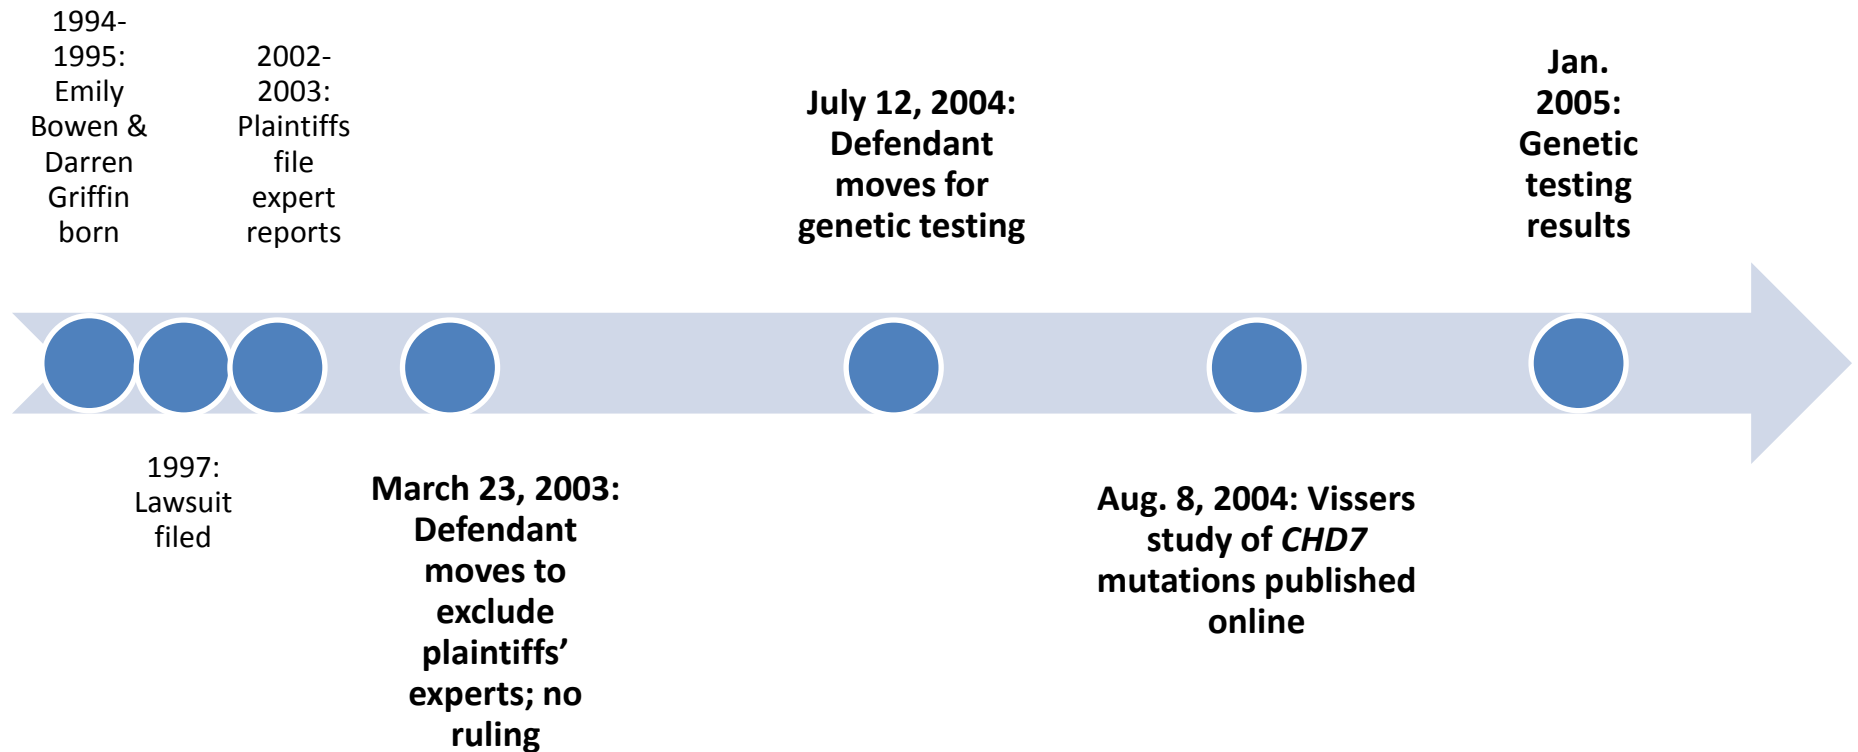 1994-
1995:
Emily
Bowen &
Darren
Griffin
born
2002-
2003:
Plaintiffs
file
expert
reports
July 12, 2004:
Defendant
moves for
genetic testing
Jan.
2005:
Genetic
testing
results
1997:
Lawsuit
filed
March 23, 2003:
Defendant
moves to
exclude
plaintiffs’
experts; no
ruling
Aug. 8, 2004: Vissers
study of CHD7
mutations published
online